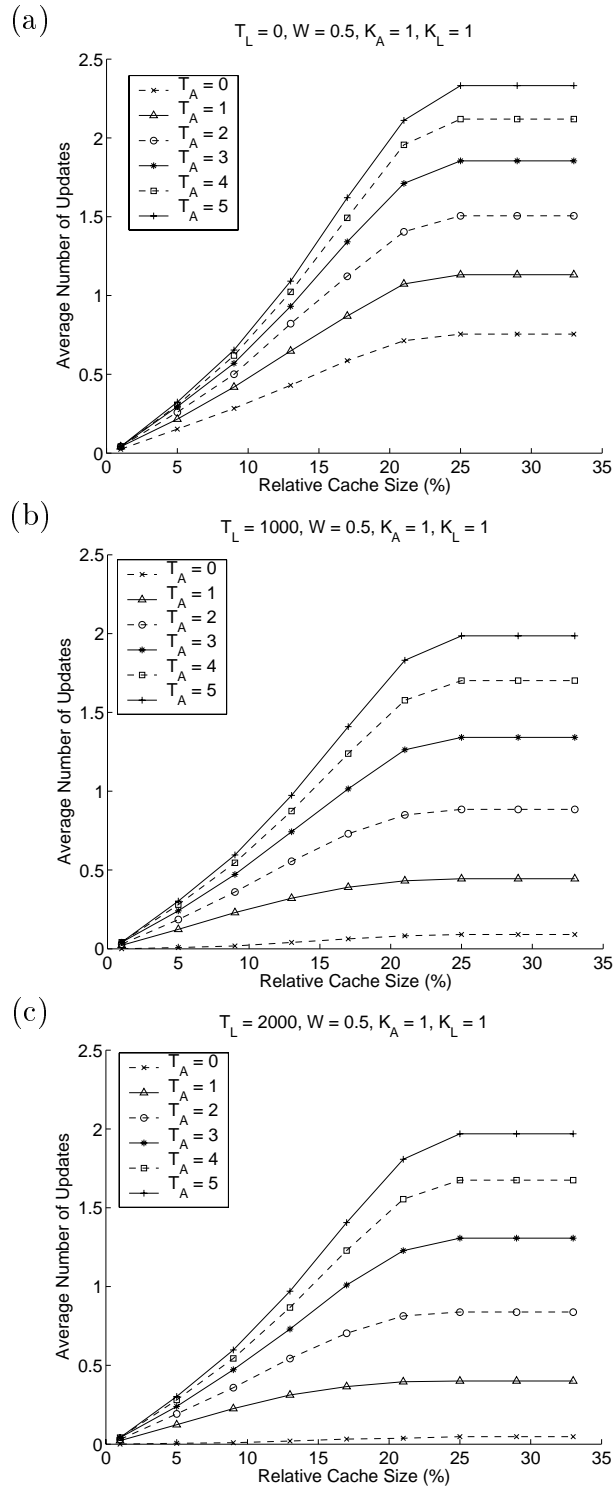 (a)
T_L = 0, W = 0.5, K_A = 1, K_L = 1
2.5
2
1.5
1
0.5
0
Average Number of Updates
T_A = 0
T_A = 1
T_A = 2
T_A = 3
T_A = 4
T_A = 5
0 5 10 15 20 25 30 35
Relative Cache Size (%)
(b)
T_L = 1000, W = 0.5, K_A = 1, K_L = 1
2.5
2
1.5
1
0.5
0
Average Number of Updates
T_A = 0
T_A = 1
T_A = 2
T_A = 3
T_A = 4
T_A = 5
0 5 10 15 20 25 30 35
Relative Cache Size (%)
(c)
T_L = 2000, W = 0.5, K_A = 1, K_L = 1
2.5
2
1.5
1
0.5
0
Average Number of Updates
T_A = 0
T_A = 1
T_A = 2
T_A = 3
T_A = 4
T_A = 5
0 5 10 15 20 25 30 35
Relative Cache Size (%)